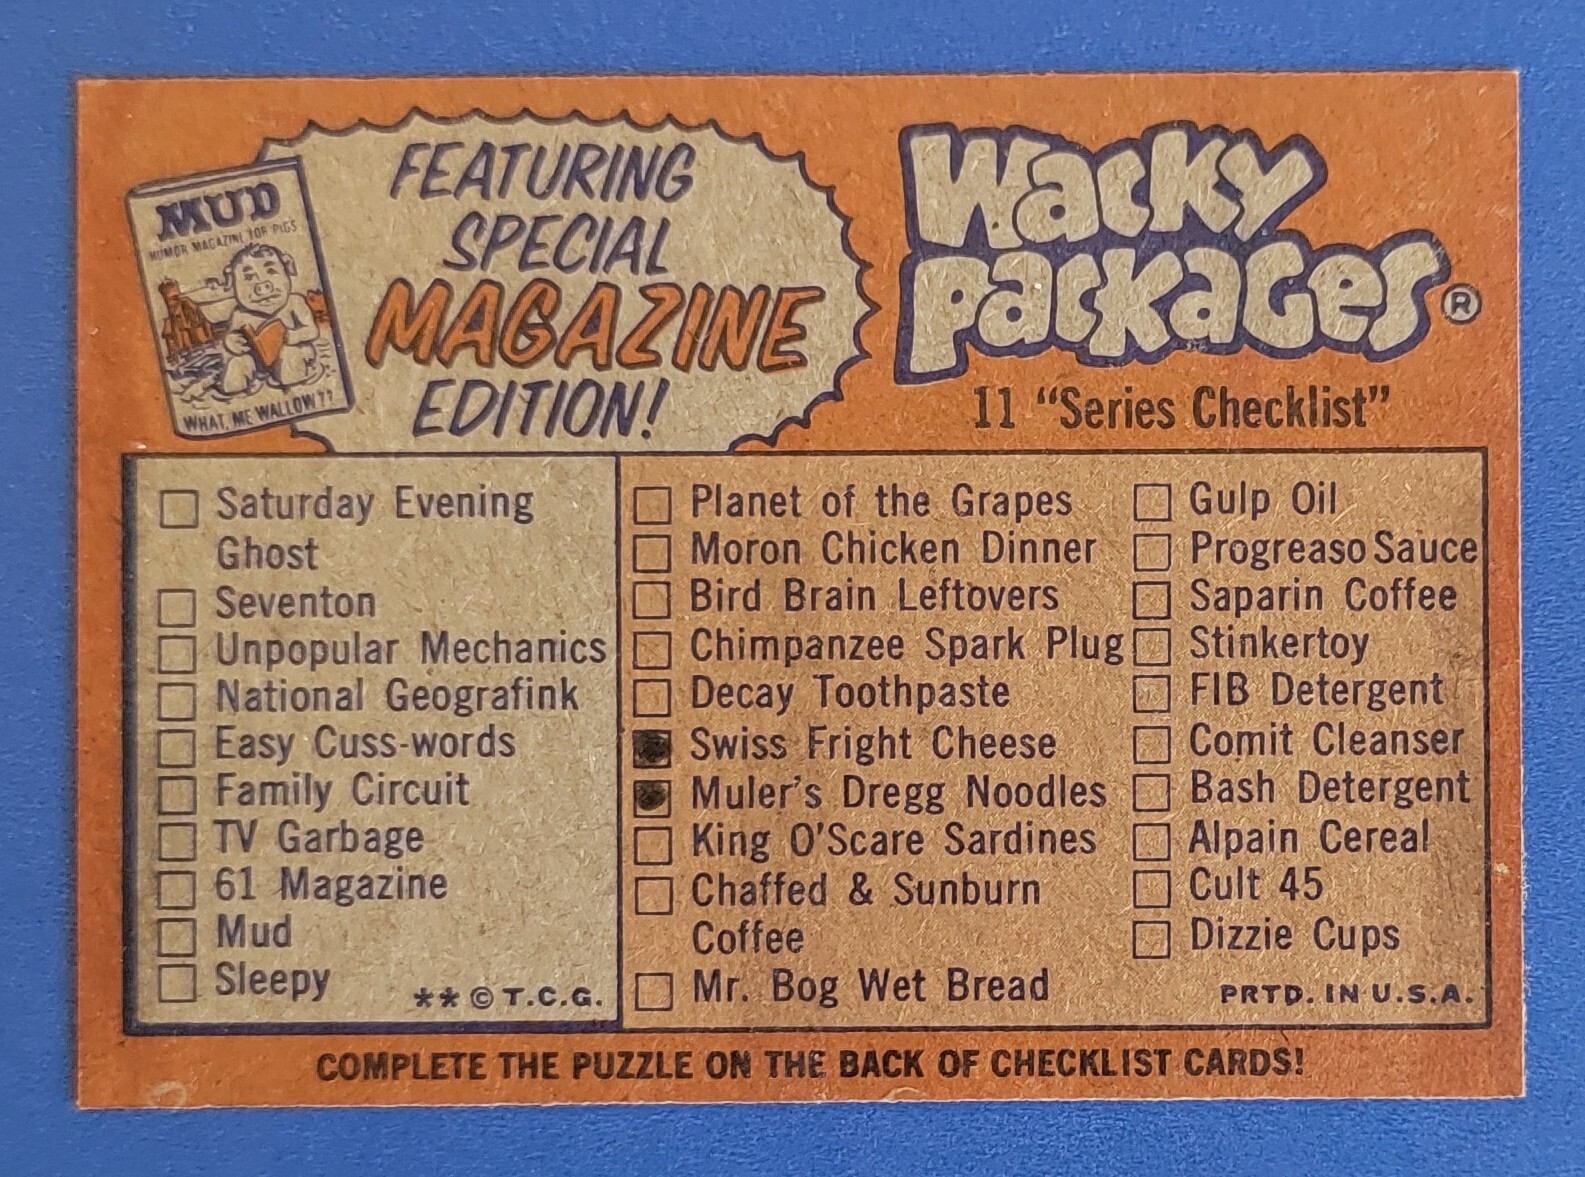 MUD
HUMOR MAGAZINE FOR PIGS
WHAT, ME WALLOW??
FEATURING
SPECIAL
MAGAZINE
EDITION!
Wacky
Packages®
11 “Series Checklist”
Saturday Evening
Ghost
Seventon
Unpopular Mechanics
National Geografink
Easy Cuss-words
Family Circuit
TV Garbage
61 Magazine
Mud
Sleepy
**©T.C.G.
Planet of the Grapes
Moron Chicken Dinner
Bird Brain Leftovers
Chimpanzee Spark Plug
Decay Toothpaste
Swiss Fright Cheese
Muler's Dregg Noodles
King O'Scare Sardines
Chaffed & Sunburn
Coffee
Mr. Bog Wet Bread
Gulp Oil
Progreaso Sauce
Saparin Coffee
Stinkertoy
FIB Detergent
Comit Cleanser
Bash Detergent
Alpain Cereal
Cult 45
Dizzie Cups
PRTD. IN U.S.A.
COMPLETE THE PUZZLE ON THE BACK OF CHECKLIST CARDS!